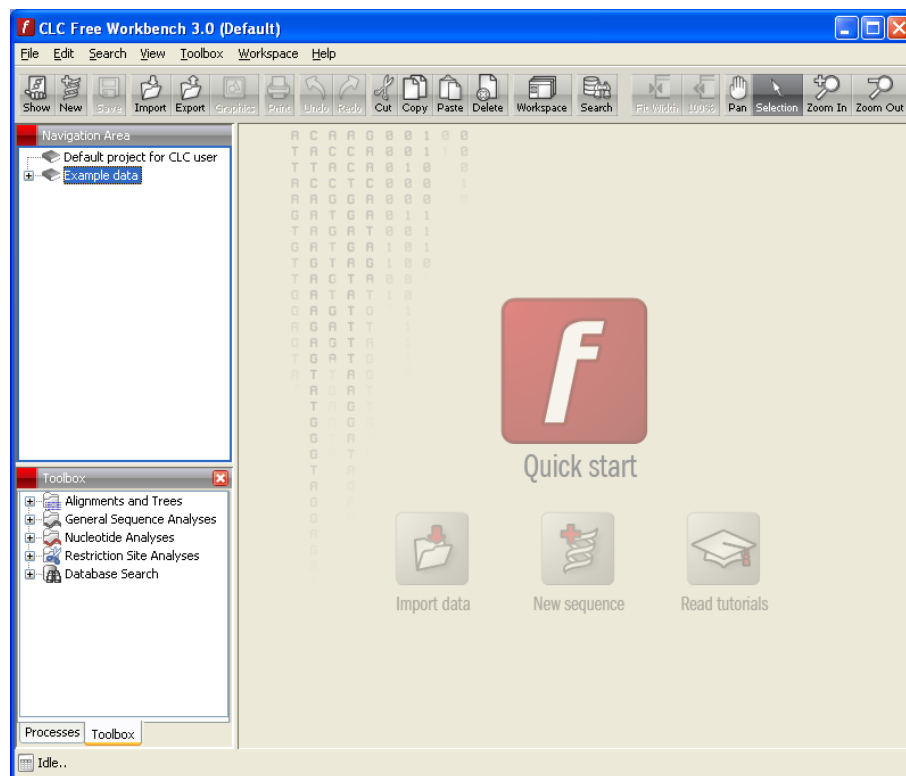 CLC Free Workbench 3.0 (Default)
File Edit Search View Toolbox Workspace Help
Show New Save Import Export Graphics Print Undo Redo Cut Copy Paste Delete Workspace Search Fit Width 100% Pan Selection Zoom In Zoom Out
Navigation Area
Default project for CLC user
Example data
Quick start
Import data New sequence Read tutorials
Toolbox
Alignments and Trees
General Sequence Analyses
Nucleotide Analyses
Restriction Site Analyses
Database Search
Processes Toolbox
Idle..